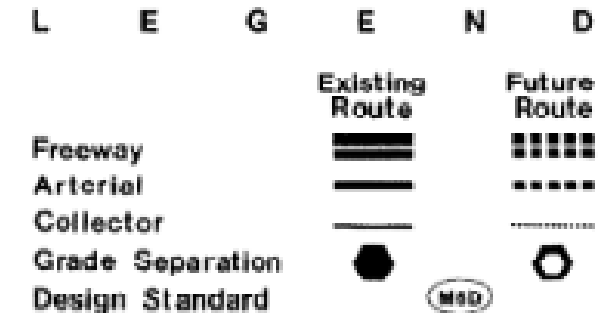 L E G E N D
Existing Route
Future Route
Freeway
Arterial
Collector
Grade Separation
Design Standard